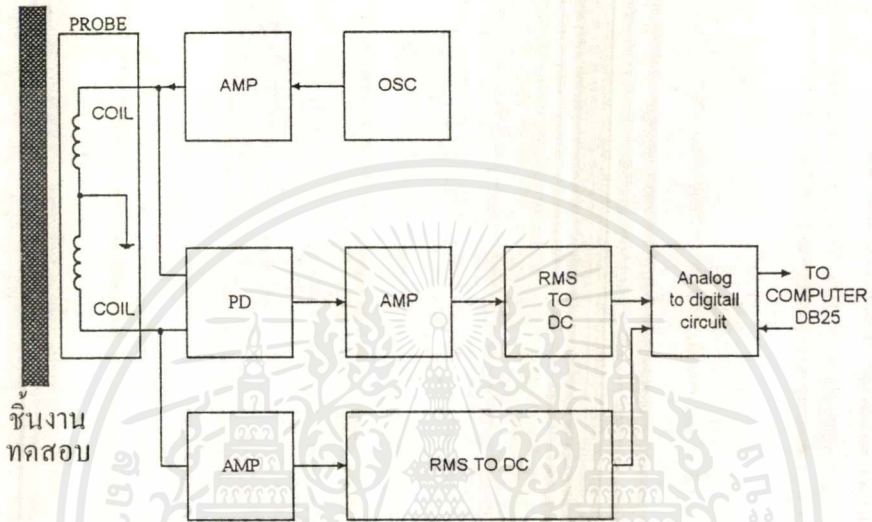 PROBE
COIL
AMP
OSC
COIL
PD
AMP
RMS
TO
DC
Analog
to digitall
circuit
TO
COMPUTER
DB25
ชิ้นงาน
ทดสอบ
AMP
RMS TO DC